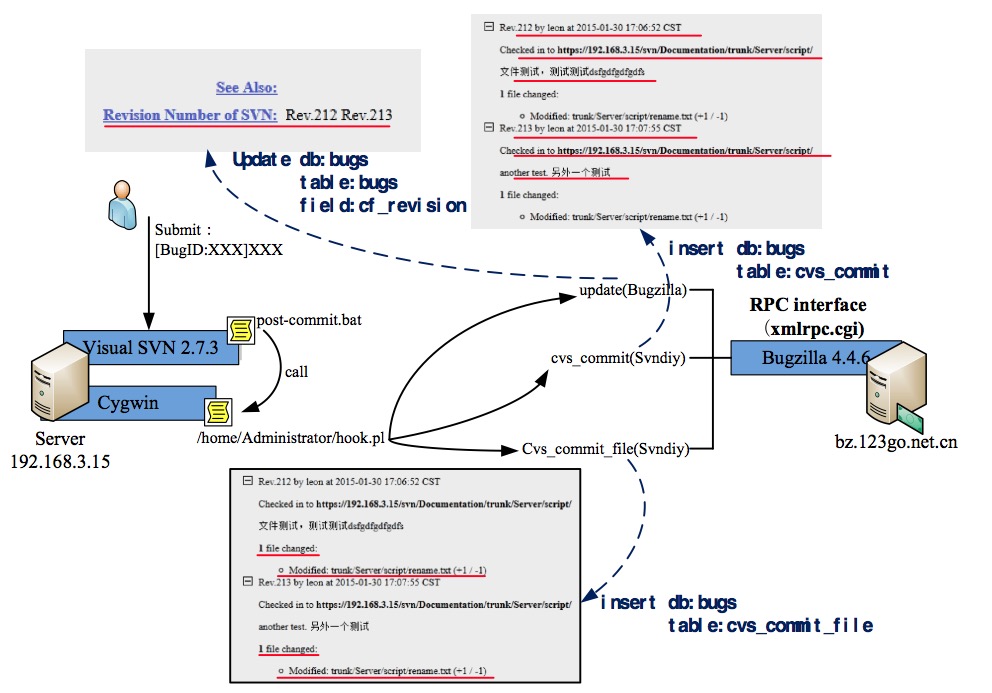 See Also:
Revision Number of SVN: Rev.212 Rev.213
Rev.212 by leon at 2015-01-30 17:06:52 CST
Checked in to https://192.168.3.15/svn/Documentation/trunk/Server/script/
文件测试，测试测试dsfgdfgdfgdfs
1 file changed:
Modified: trunk/Server/script/rename.txt (+1 / -1)
Rev.213 by leon at 2015-01-30 17:07:55 CST
Checked in to https://192.168.3.15/svn/Documentation/trunk/Server/script/
another test. 另外一个测试
1 file changed:
Modified: trunk/Server/script/rename.txt (+1 / -1)
Update db:bugs
table:bugs
field:cf_revision
insert db:bugs
table:cvs_commit
Submit：
[BugID:XXX]XXX
post-commit.bat
Visual SVN 2.7.3
call
Cygwin
/home/Administrator/hook.pl
Server
192.168.3.15
update(Bugzilla)
cvs_commit(Svndiy)
Cvs_commit_file(Svndiy)
RPC interface
（xmlrpc.cgi)
Bugzilla 4.4.6
bz.123go.net.cn
Rev.212 by leon at 2015-01-30 17:06:52 CST
Checked in to https://192.168.3.15/svn/Documentation/trunk/Server/script/
文件测试，测试测试dsfgdfgdfgdfs
1 file changed:
Modified: trunk/Server/script/rename.txt (+1 / -1)
Rev.213 by leon at 2015-01-30 17:07:55 CST
Checked in to https://192.168.3.15/svn/Documentation/trunk/Server/script/
another test. 另外一个测试
1 file changed:
Modified: trunk/Server/script/rename.txt (+1 / -1)
insert db:bugs
table:cvs_commit_file